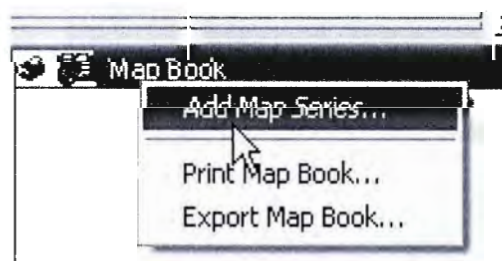 Map Book
Add Map Series...
Print Map Book...
Export Map Book...